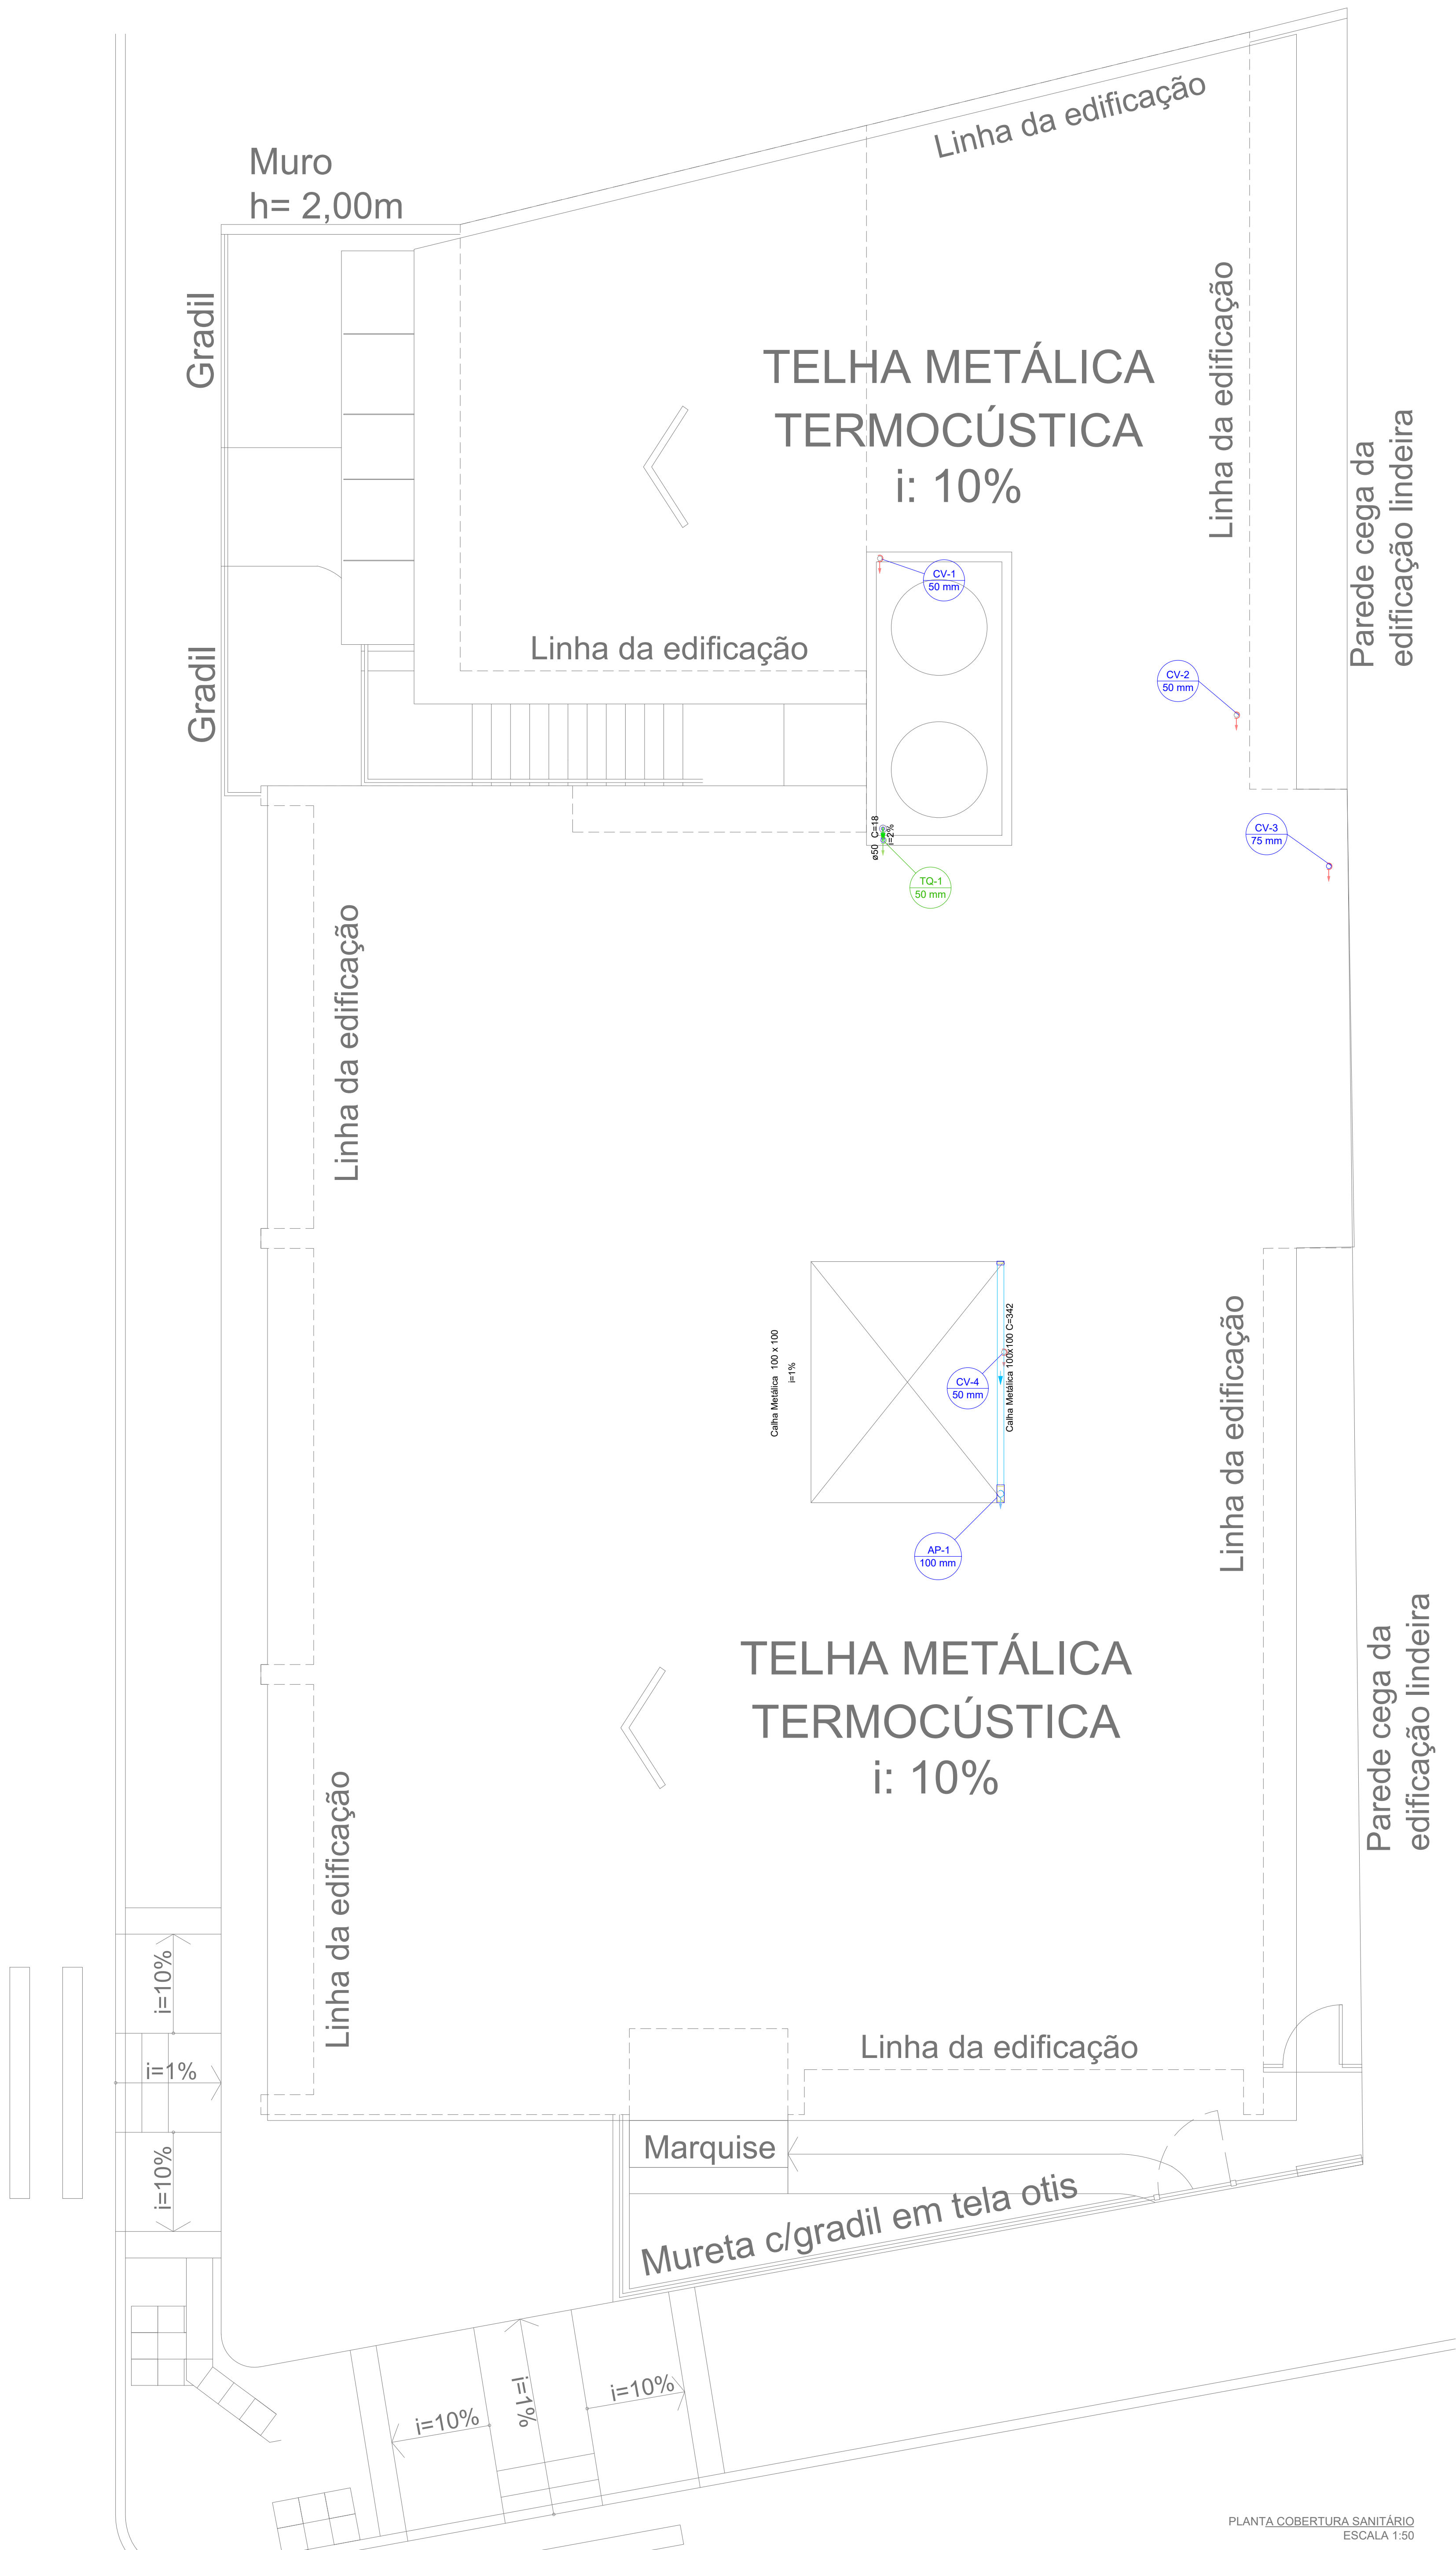 Linha da edificação
Muro
h= 2,00m
Gradil
Linha da edificação
TELHA METÁLICA
TERMOCÚSTICA
i: 10%
Parede cega da
edificação lindeira
CV-1
50 mm
Gradil
Linha da edificação
CV-2
50 mm
ø50 C=18
i=2%
CV-3
75 mm
TQ-1
50 mm
Linha da edificação
Calha Metálica 100 x 100
i=1%
Calha Metálica 100x100 C=342
CV-4
50 mm
Linha da edificação
AP-1
100 mm
TELHA METÁLICA
TERMOCÚSTICA
i: 10%
Parede cega da
edificação lindeira
Linha da edificação
i=10%
i=1%
i=10%
Linha da edificação
Marquise
Mureta c/gradil em tela otis
i=10%
i=1%
i=10%
PLANTA COBERTURA SANITÁRIO
ESCALA 1:50